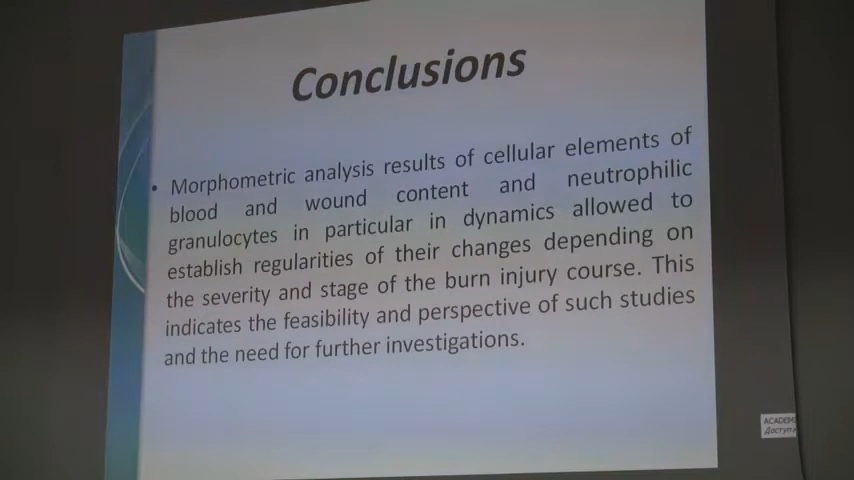 Conclusions
• Morphometric analysis results of cellular elements of
blood and wound content and neutrophilic
granulocytes in particular in dynamics allowed to
establish regularities of their changes depending on
the severity and stage of the burn injury course. This
indicates the feasibility and perspective of such studies
and the need for further investigations.